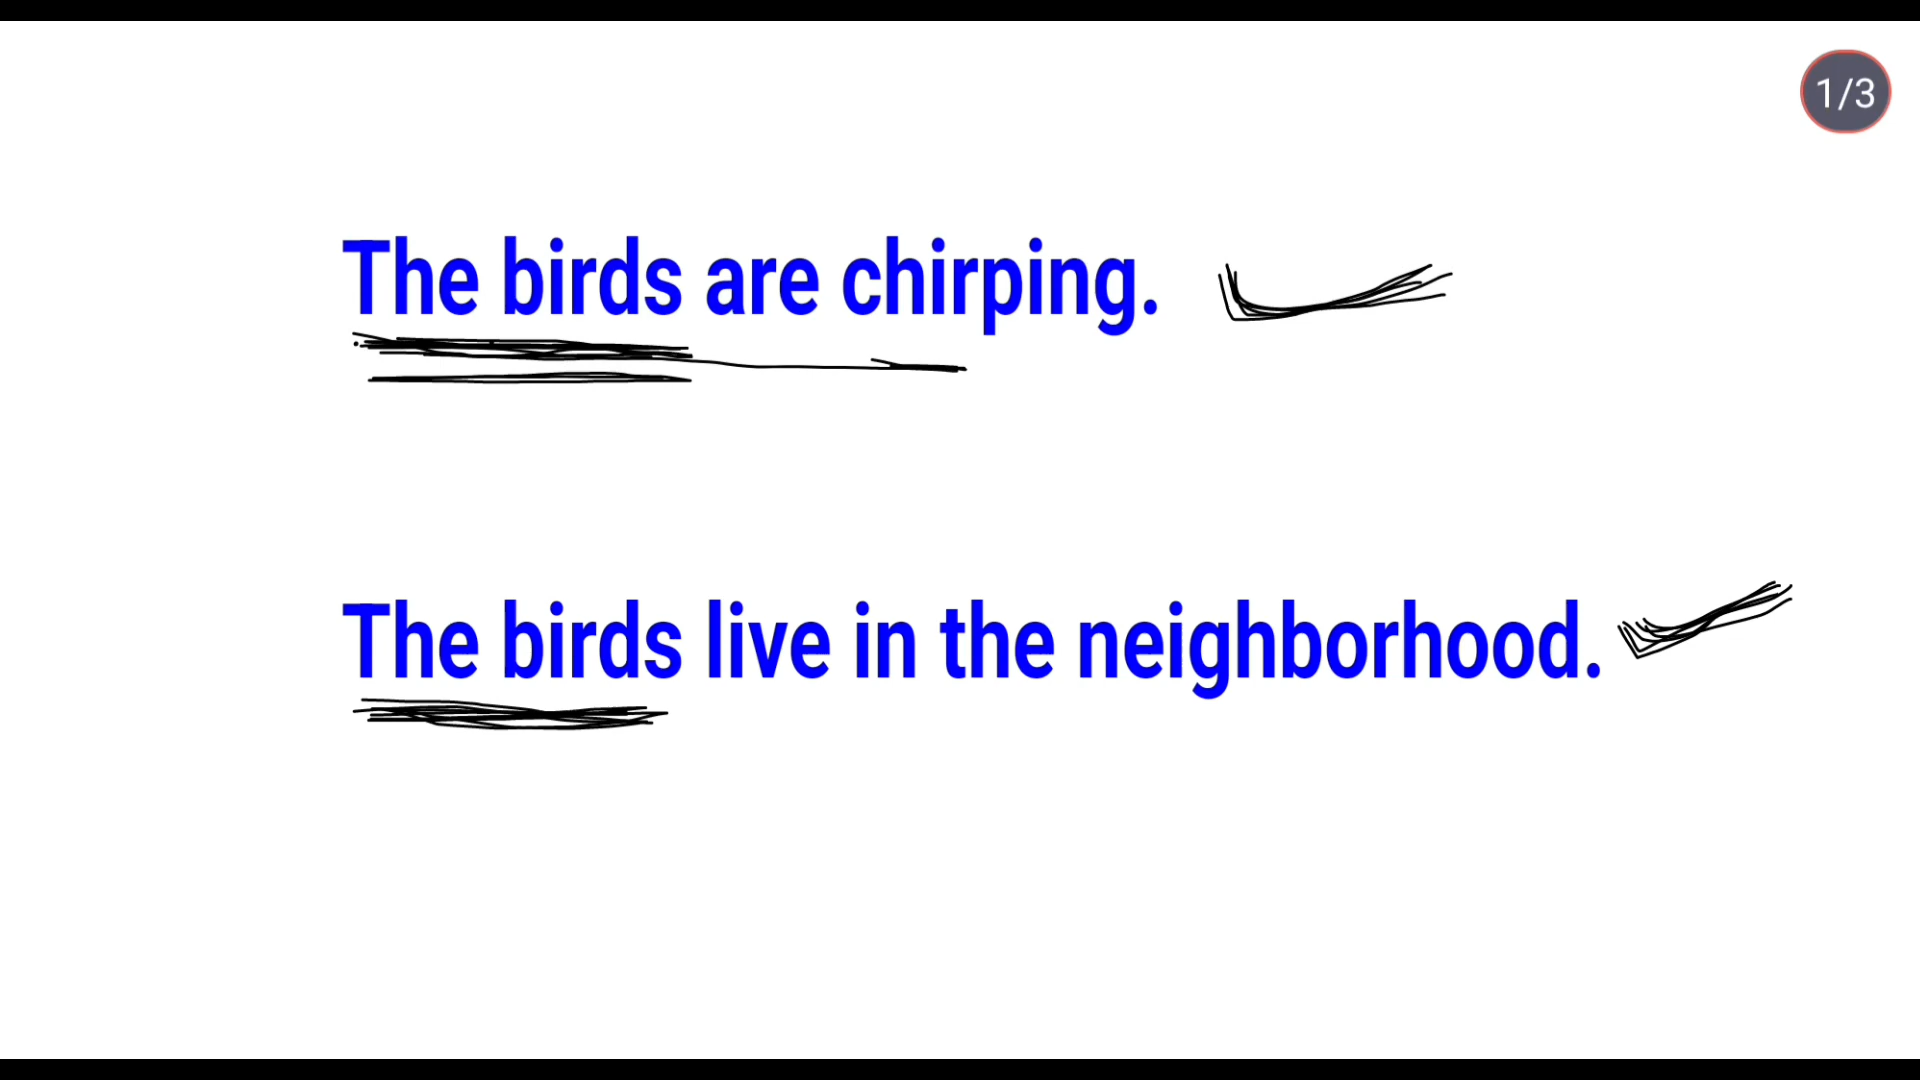 1/3
The birds are chirping.
The birds live in the neighborhood.